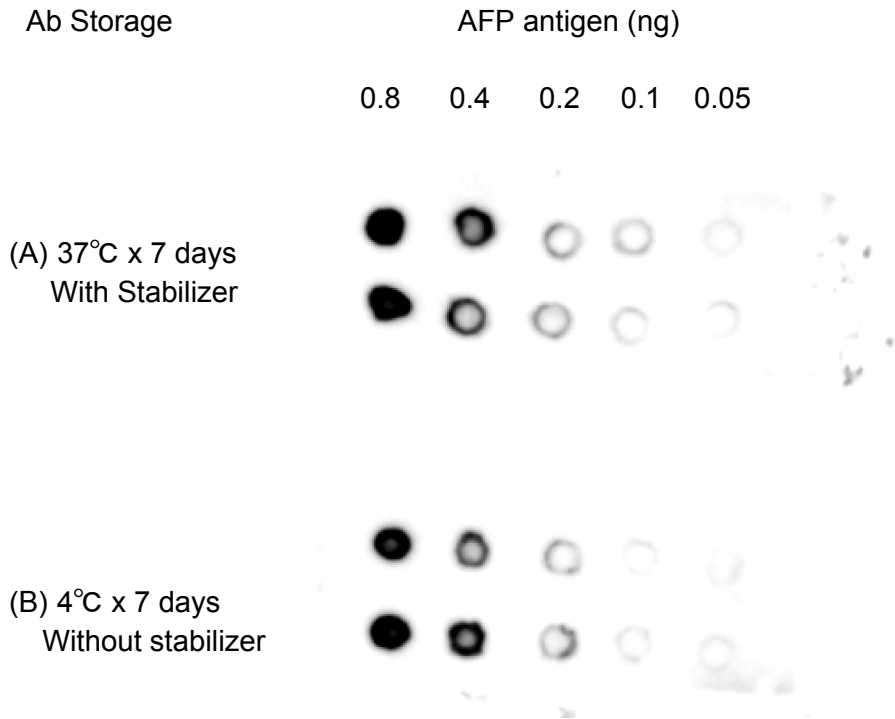 Ab Storage AFP antigen (ng)
0.8 0.4 0.2 0.1 0.05
(A) 37℃ x 7 days
With Stabilizer
(B) 4℃ x 7 days
Without stabilizer